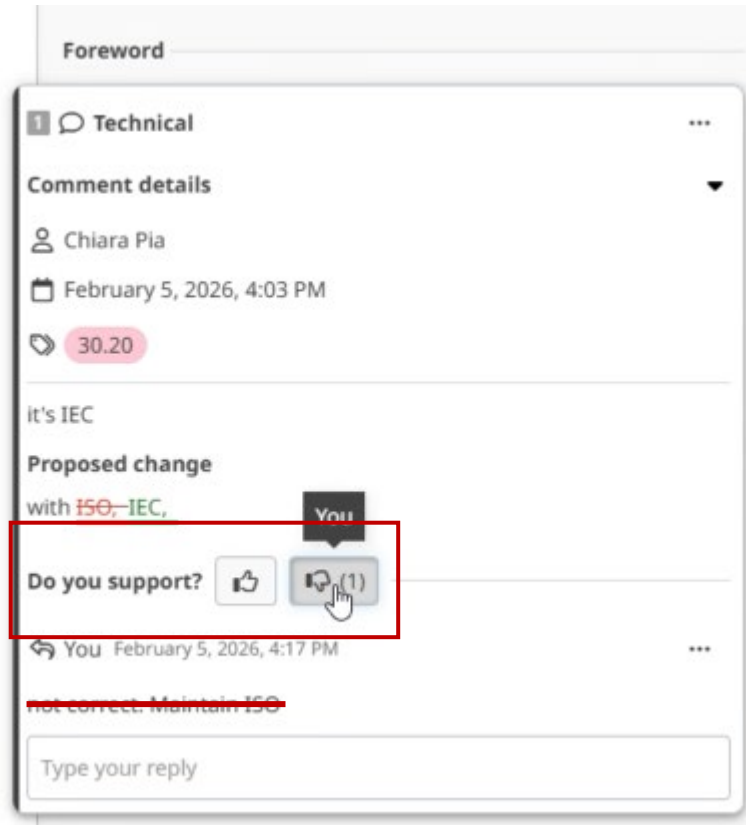 Foreword
1 Technical
Comment details
Chiara Pia
February 5, 2026, 4:03 PM
30.20
it's IEC
Proposed change
with ISO, IEC,
You
Do you support? (1)
You February 5, 2026, 4:17 PM
not correct. Maintain ISO
Type your reply